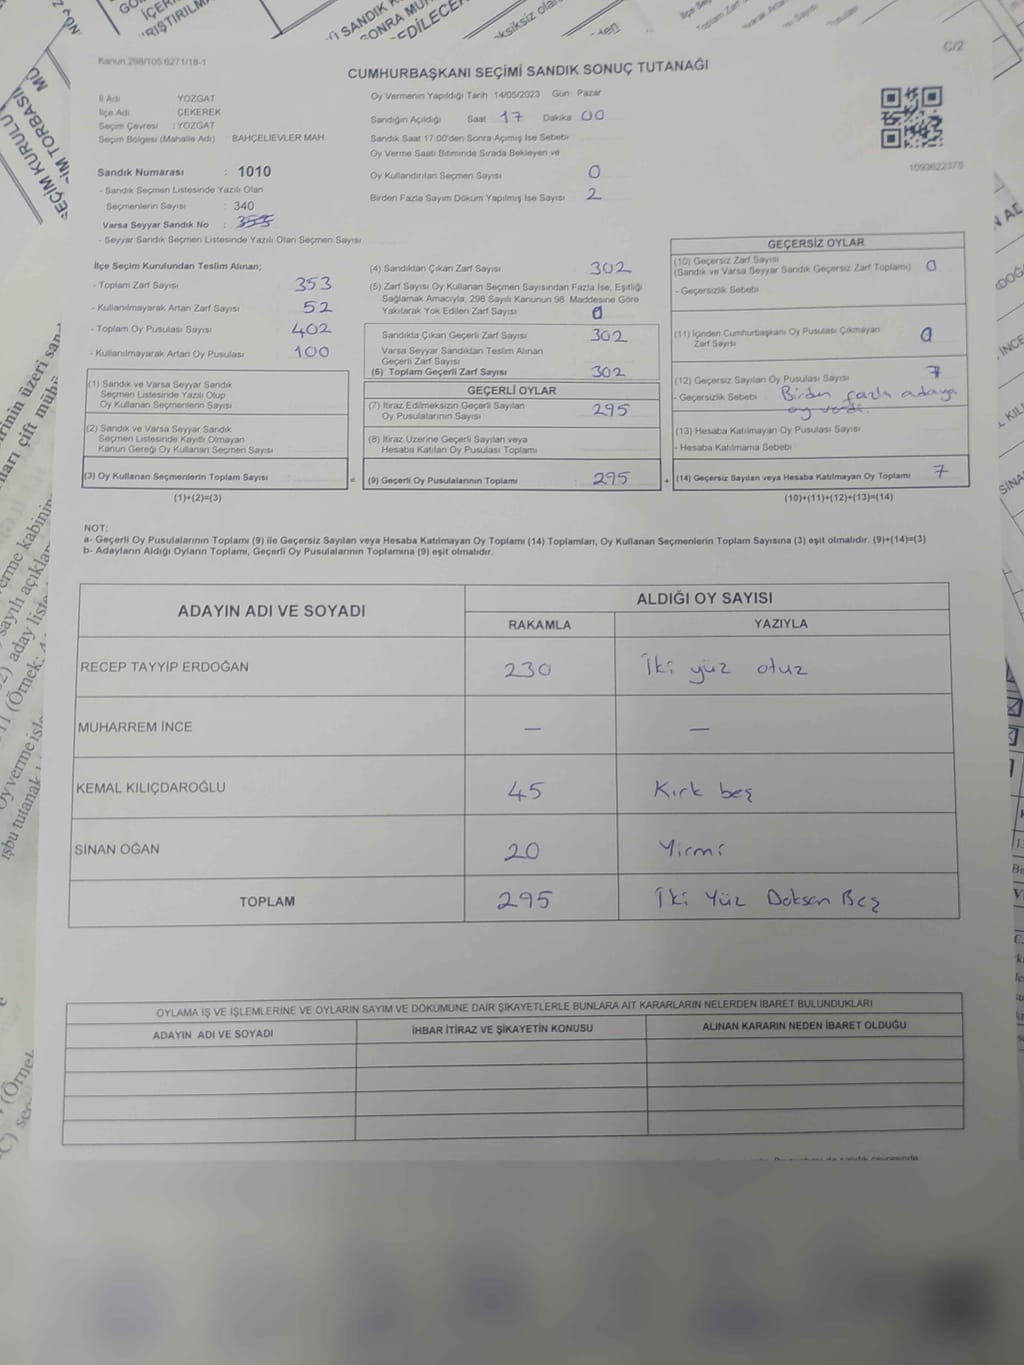 C/2
Kanun 298/105.6271/18-1
CUMHURBAŞKANI SEÇİMİ SANDIK SONUÇ TUTANAĞI
İl Adı YOZGAT
İlçe Adı ÇEKEREK
Seçim Çevresi : YOZGAT
Seçim Bölgesi (Mahalle Adı) BAHÇELİEVLER MAH
Sandık Numarası : 1010
- Sandık Seçmen Listesinde Yazılı Olan
Seçmenlerin Sayısı : 340
Varsa Seyyar Sandık No :
- Seyyar Sandık Seçmen Listesinde Yazılı Olan Seçmen Sayısı
Oy Vermenin Yapıldığı Tarih 14/05/2023 Gün Pazar
Sandığın Açıldığı Saat 17 Dakika 00
Sandık Saat 17:00'den Sonra Açımış İse Sebebi
Oy Verme Saati Bitiminde Sırada Bekleyen ve
Oy Kullandırılan Seçmen Sayısı 0
Birden Fazla Sayım Döküm Yapılmış İse Sayısı 2
1093622375
İlçe Seçim Kurulundan Teslim Alınan;
- Toplam Zarf Sayısı 353
- Kullanılmayarak Artan Zarf Sayısı 52
- Toplam Oy Pusulası Sayısı 402
- Kullanılmayarak Artan Oy Pusulası 100
(1) Sandık ve Varsa Seyyar Sandık
Seçmen Listesinde Yazılı Olup
Oy Kullanan Seçmenlerin Sayısı
(2) Sandık ve Varsa Seyyar Sandık
Seçmen Listesinde Kayıtlı Olmayan
Kanun Gereği Oy Kullanan Seçmen Sayısı
(3) Oy Kullanan Seçmenlerin Toplam Sayısı =
(1)+(2)=(3)
(4) Sandıktan Çıkan Zarf Sayısı 302
(5) Zarf Sayısı Oy Kullanan Seçmen Sayısından Fazla İse, Eşitliği
Sağlamak Amacıyla, 298 Sayılı Kanunun 98. Maddesine Göre
Yakılarak Yok Edilen Zarf Sayısı 0
Sandıkta Çıkan Geçerli Zarf Sayısı 302
Varsa Seyyar Sandıktan Teslim Alınan
Geçerli Zarf Sayısı
(6) Toplam Geçerli Zarf Sayısı 302
GEÇERLİ OYLAR
(7) İtiraz Edilmeksizin Geçerli Sayılan 295
Oy Pusulalarının Sayısı
(8) İtiraz Üzerine Geçerli Sayılan veya
Hesaba Katılan Oy Pusulası Toplamı
(9) Geçerli Oy Pusulalarının Toplamı 295 +
GEÇERSİZ OYLAR
(10) Geçersiz Zarf Sayısı
(Sandık ve Varsa Seyyar Sandık Geçersiz Zarf Toplamı) 0
- Geçersizlik Sebebi
(11) İçinden Cumhurbaşkanı Oy Pusulası Çıkmayan
Zarf Sayısı 0
(12) Geçersiz Sayılan Oy Pusulası Sayısı 7
- Geçersizlik Sebebi Birden fazla adaya
oy verdi.
(13) Hesaba Katılmayan Oy Pusulası Sayısı
- Hesaba Katılmama Sebebi
(14) Geçersiz Sayılan veya Hesaba Katılmayan Oy Toplamı 7
(10)+(11)+(12)+(13)=(14)
NOT:
a- Geçerli Oy Pusulalarının Toplamı (9) ile Geçersiz Sayılan ve Hesaba Katılmayan Oy Toplamı (14) Toplamları, Oy Kullanan Seçmenlerin Toplam Sayısına (3) eşit olmalıdır. (9)+(14)=(3)
b- Adayların Aldığı Oyların Toplamı, Geçerli Oy Pusulalarının Toplamına (9) eşit olmalıdır.
ADAYIN ADI VE SOYADI ALDIĞI OY SAYISI
RAKAMLA YAZIYLA
RECEP TAYYİP ERDOĞAN 230 İki yüz otuz
MUHARREM İNCE — —
KEMAL KILIÇDAROĞLU 45 Kırk beş
SİNAN OĞAN 20 Yirmi
TOPLAM 295 İki Yüz Doksan Beş
OYLAMA İŞ VE İŞLEMLERİNE VE OYLARIN SAYIM VE DÖKÜMÜNE DAİR ŞİKAYETLERLE BUNLARA AİT KARARLARIN NELERDEN İBARET BULUNDUKLARI
ADAYIN ADI VE SOYADI İHBAR İTİRAZ VE ŞİKAYETİN KONUSU ALINAN KARARIN NEDEN İBARET OLDUĞU